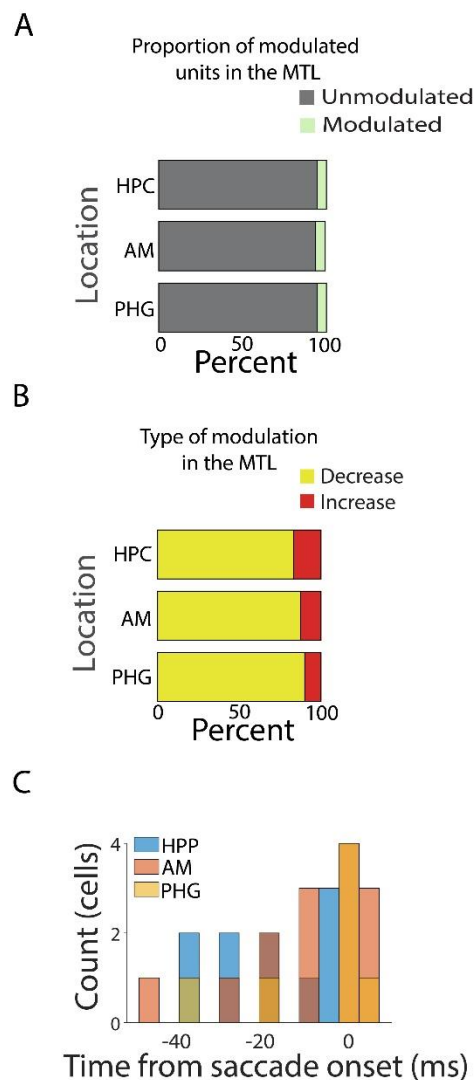 A
Proportion of modulated
units in the MTL
Unmodulated
Modulated
Location
HPC
AM
PHG
0 50 100
Percent
B
Type of modulation
in the MTL
Decrease
Increase
Location
HPC
AM
PHG
0 50 100
Percent
C
Count (cells)
4
2
0
HPP
AM
PHG
-40 -20 0
Time from saccade onset (ms)